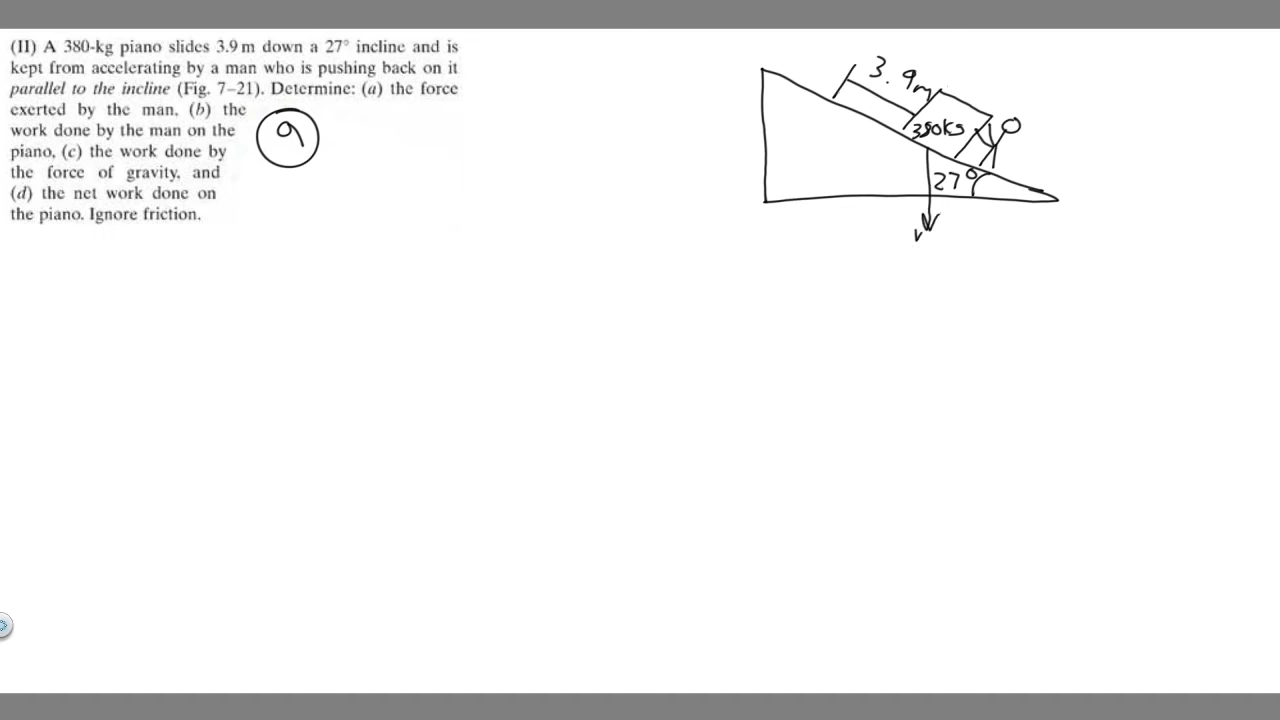 (II) A 380-kg piano slides 3.9 m down a 27° incline and is
kept from accelerating by a man who is pushing back on it
parallel to the incline (Fig. 7–21). Determine: (a) the force
exerted by the man, (b) the
work done by the man on the
piano, (c) the work done by
the force of gravity, and
(d) the net work done on
the piano. Ignore friction.
9
3.9m
380kg
27°